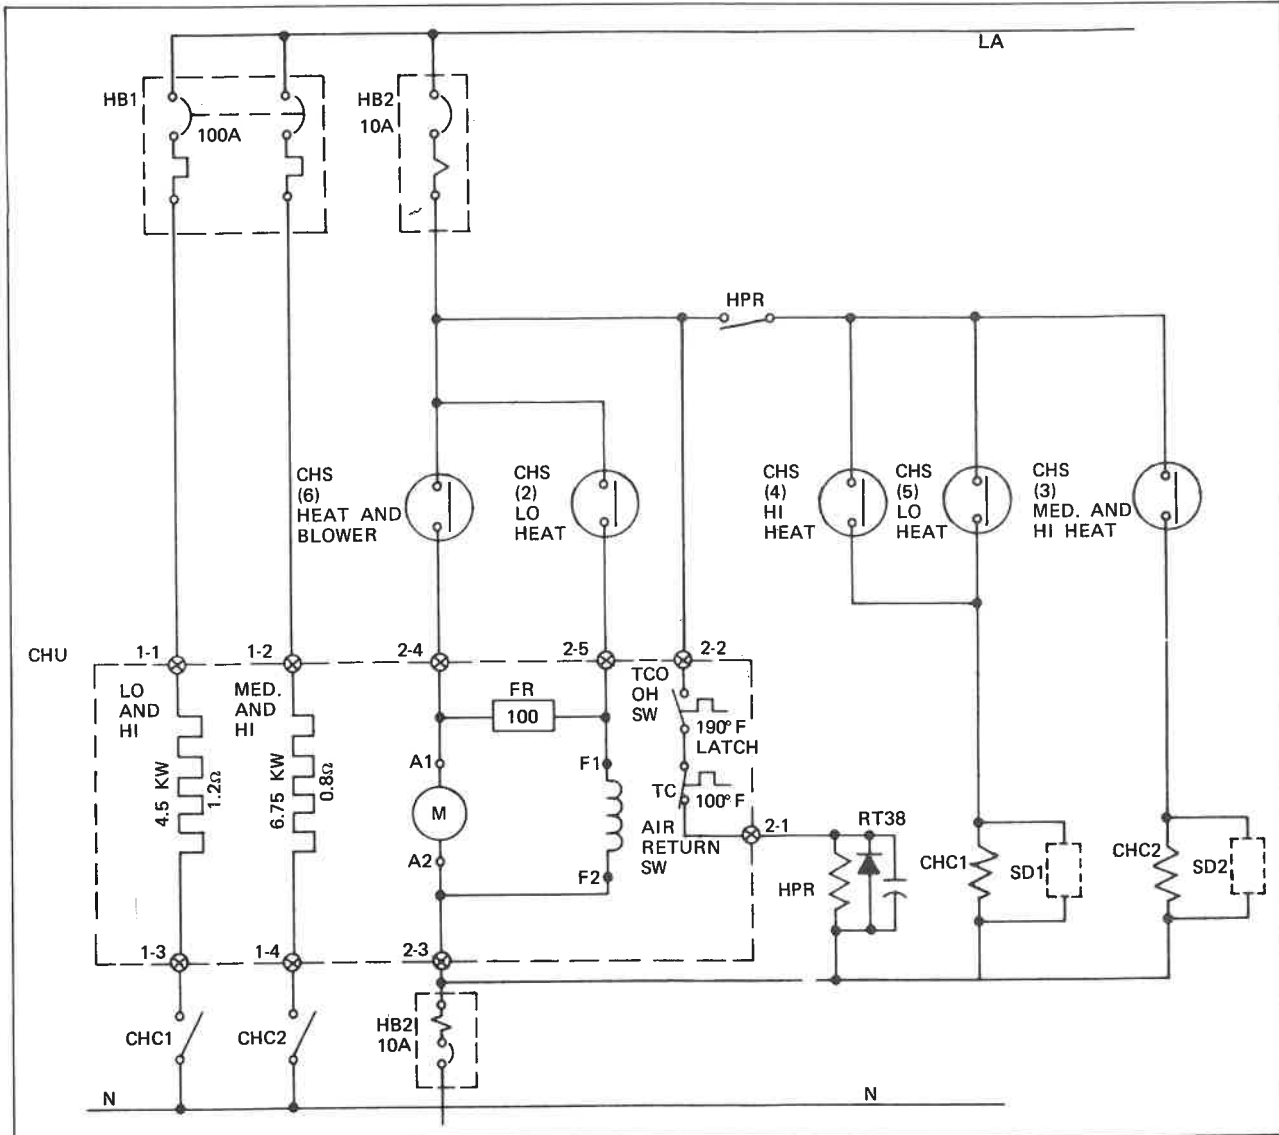 LA
HB1
100A
HB2
10A
HPR
CHS
(6)
HEAT AND
BLOWER
CHS
(2)
LO
HEAT
CHS
(4)
HI
HEAT
CHS
(5)
LO
HEAT
CHS
(3)
MED. AND
HI HEAT
CHU
1-1
1-2
2-4
2-5
2-2
LO
AND
HI
4.5 KW
1.2Ω
MED.
AND
HI
6.75 KW
0.8Ω
FR
100
A1
M
A2
F1
F2
TCO
OH
SW
190°F
LATCH
TC
100°F
AIR
RETURN
SW
2-1
RT38
HPR
CHC1
SD1
CHC2
SD2
1-3
1-4
2-3
CHC1
CHC2
HB2
10A
N
N